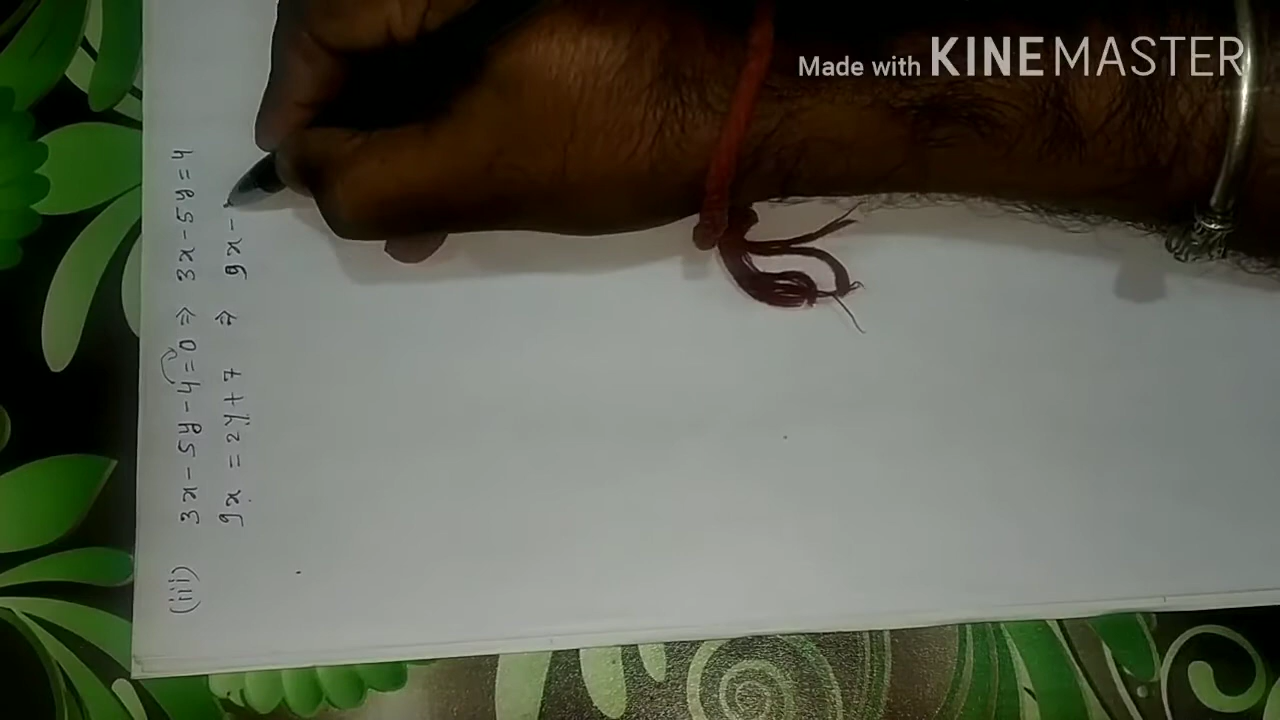 Made with KINEMASTER
(iii) 3x - 5y - 4 = 0 ⇒ 3x - 5y = 4
9x = 2y + 7 ⇒ 9x -